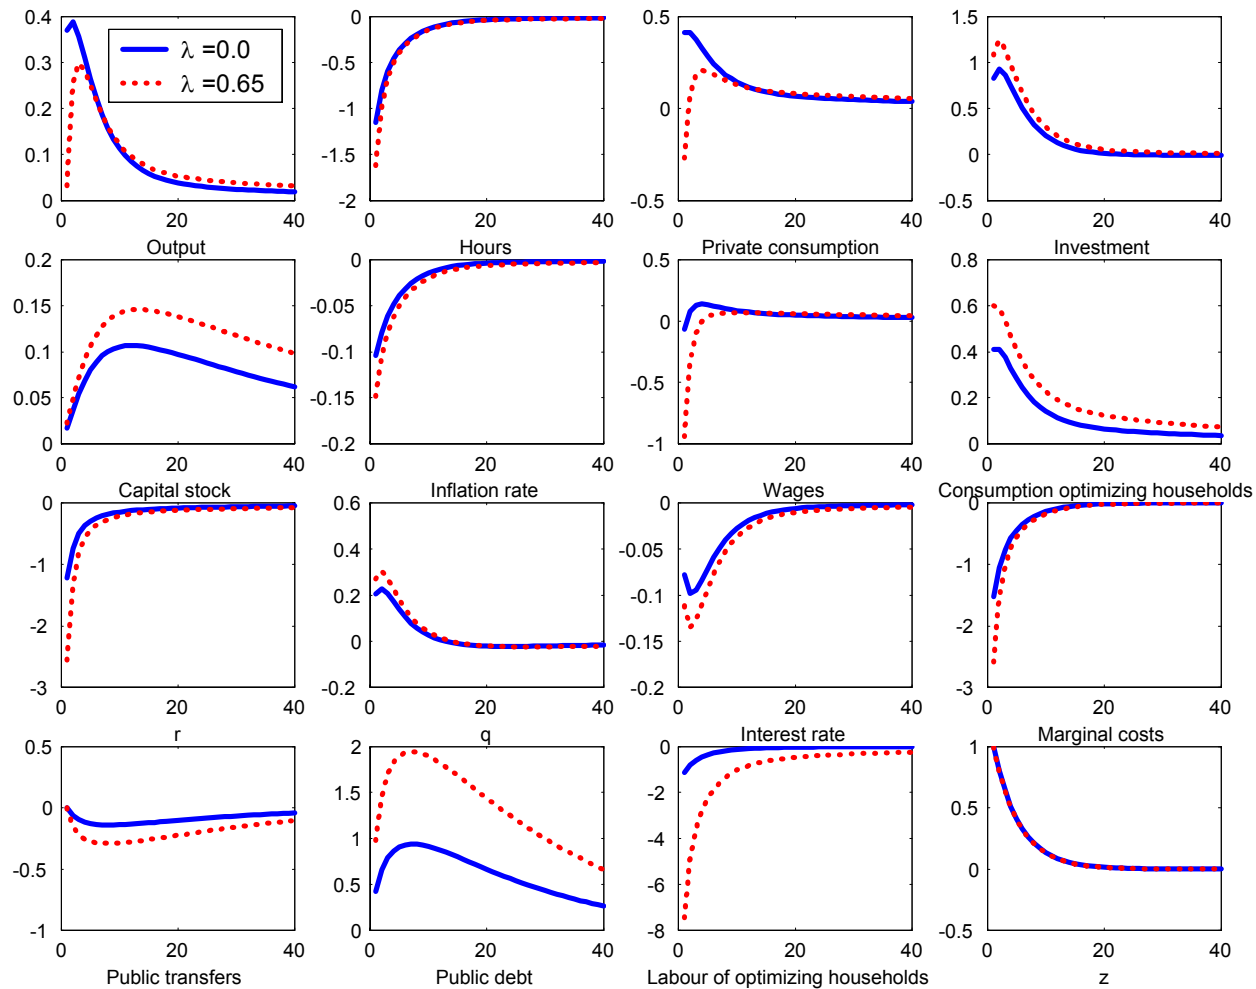 0.4
0.3
0.2
0.1
0
0 20 40
λ =0.0
λ =0.65
Output
0
-0.5
-1
-1.5
-2
0 20 40
Hours
0.5
0
-0.5
0 20 40
Private consumption
1.5
1
0.5
0
-0.5
0 20 40
Investment
0.2
0.15
0.1
0.05
0
0 20 40
Capital stock
0
-0.05
-0.1
-0.15
-0.2
0 20 40
Inflation rate
0.5
0
-0.5
-1
0 20 40
Wages
0.8
0.6
0.4
0.2
0
0 20 40
Consumption optimizing households
0
-1
-2
-3
0 20 40
r
0.6
0.4
0.2
0
-0.2
0 20 40
q
0
-0.05
-0.1
-0.15
-0.2
0 20 40
Interest rate
0
-1
-2
-3
0 20 40
Marginal costs
0.5
0
-0.5
-1
0 20 40
Public transfers
2
1.5
1
0.5
0
0 20 40
Public debt
0
-2
-4
-6
-8
0 20 40
Labour of optimizing households
1
0.5
0
-0.5
0 20 40
z